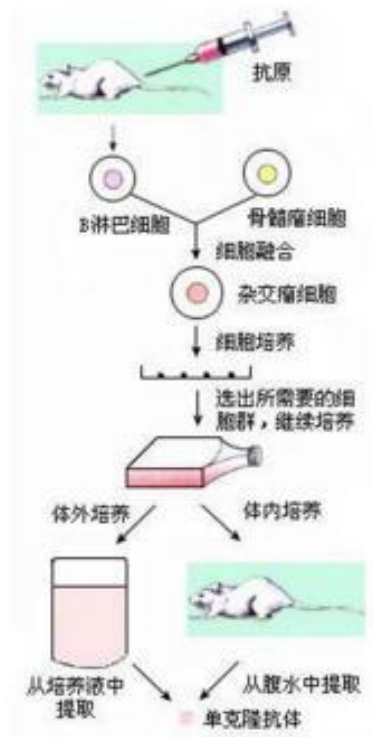 抗原
B淋巴细胞
骨髓瘤细胞
细胞融合
杂交瘤细胞
细胞培养
选出所需要的细
胞群，继续培养
体外培养
体内培养
从培养液中
提取
从腹水中提取
单克隆抗体